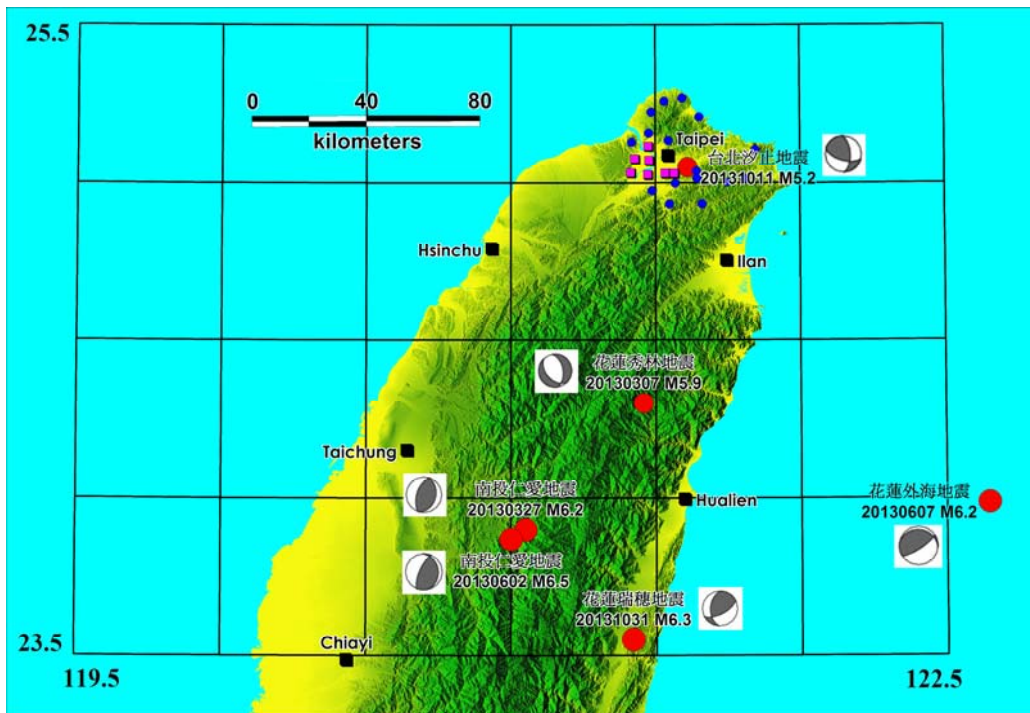 25.5
0 40 80
kilometers
Taipei
台北汐止地震
20131011 M5.2
Hsinchu
Ilan
花蓮秀林地震
20130307 M5.9
Taichung
南投仁愛地震
20130327 M6.2
Hualien
花蓮外海地震
20130607 M6.2
南投仁愛地震
20130602 M6.5
花蓮瑞穗地震
20131031 M6.3
Chiayi
23.5
119.5
122.5